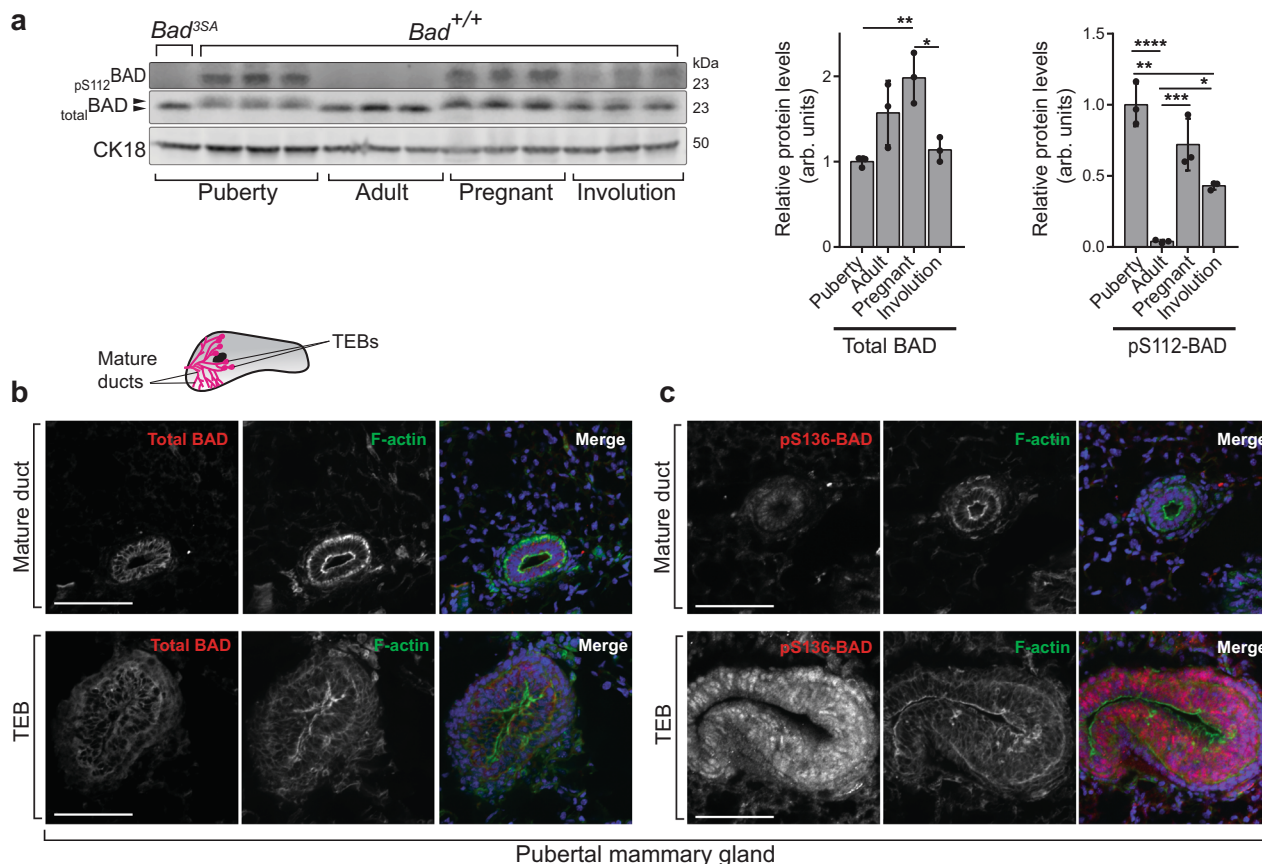 a
Bad3SA
Bad+/+
pS112BAD
kDa
23
totalBAD
23
CK18
50
Puberty
Adult
Pregnant
Involution
Relative protein levels
(arb. units)
2
1
0
**
*
Puberty
Adult
Pregnant
Involution
Total BAD
Relative protein levels
(arb. units)
1.5
1.0
0.5
0.0
****
**
*
***
Puberty
Adult
Pregnant
Involution
pS112-BAD
Mature
ducts
TEBs
b
Mature duct
Total BAD
F-actin
Merge
TEB
Total BAD
F-actin
Merge
c
Mature duct
pS136-BAD
F-actin
Merge
TEB
pS136-BAD
F-actin
Merge
Pubertal mammary gland